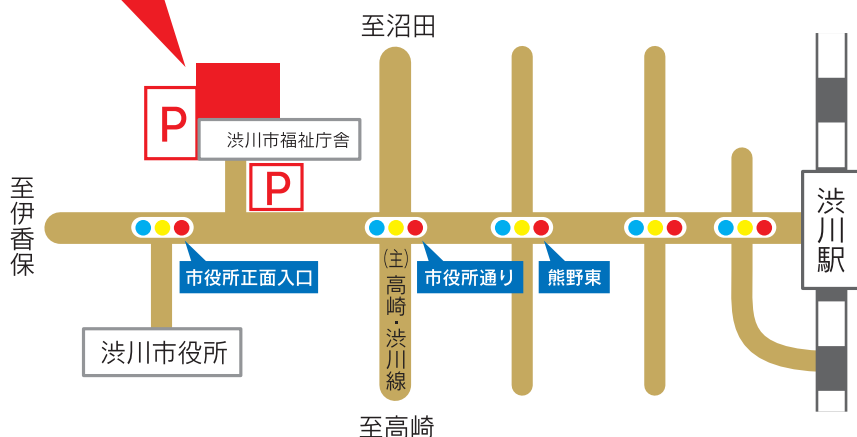 至沼田
P
渋川市福祉庁舎
P
至伊香保
渋川駅
市役所正面入口
市役所通り
熊野東
(主)高崎・渋川線
渋川市役所
至高崎